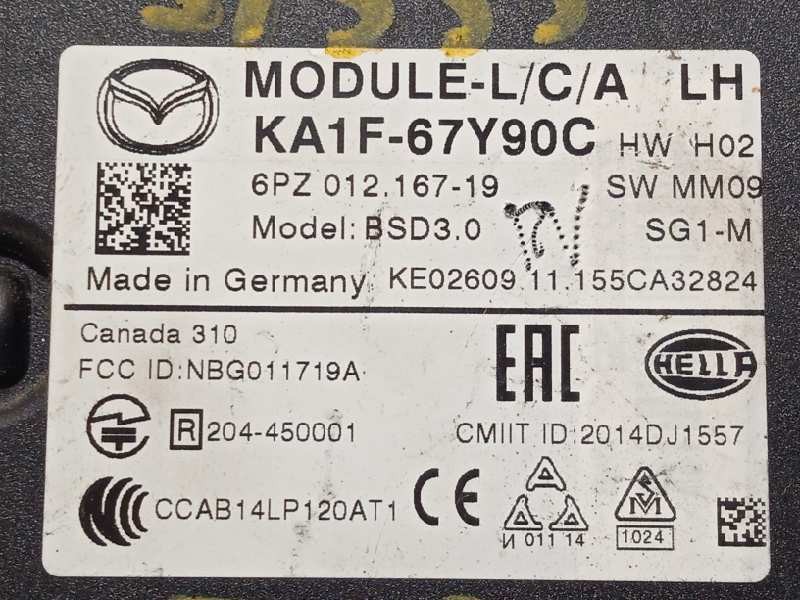 MODULE-L/C/A LH
KA1F-67Y90C HW H02
6PZ 012.167-19 SW MM09
Model: BSD3.0 SG1-M
Made in Germany KE02609.11.155CA32824
Canada 310
FCC ID:NBG011719A
EAC HELLA
R 204-450001 CMIIT ID 2014DJ1557
CCAB14LP120AT1 CE
И 01 1 14 1024